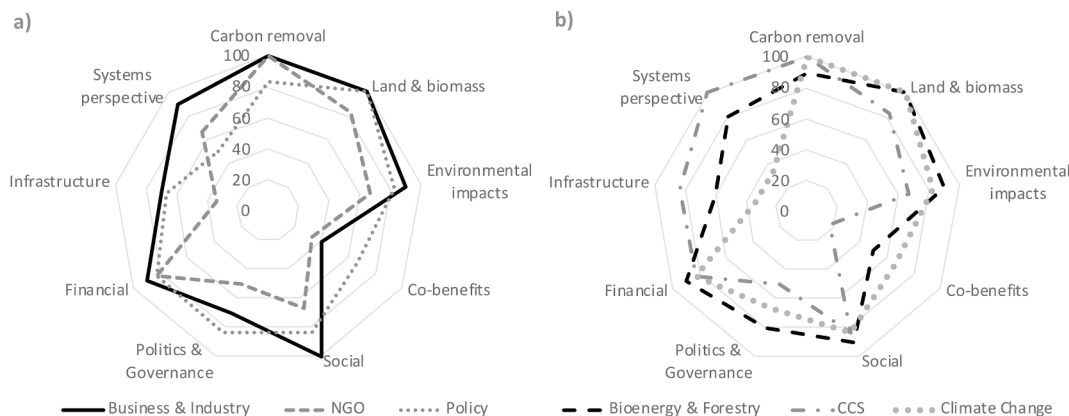 a)
Carbon removal
100
80
60
40
20
0
Land & biomass
Environmental
impacts
Co-benefits
Social
Politics &
Governance
Financial
Infrastructure
Systems
perspective
Business & Industry
NGO
Policy
b)
Carbon removal
100
80
60
40
20
0
Land & biomass
Environmental
impacts
Co-benefits
Social
Politics &
Governance
Financial
Infrastructure
Systems
perspective
Bioenergy & Forestry
CCS
Climate Change